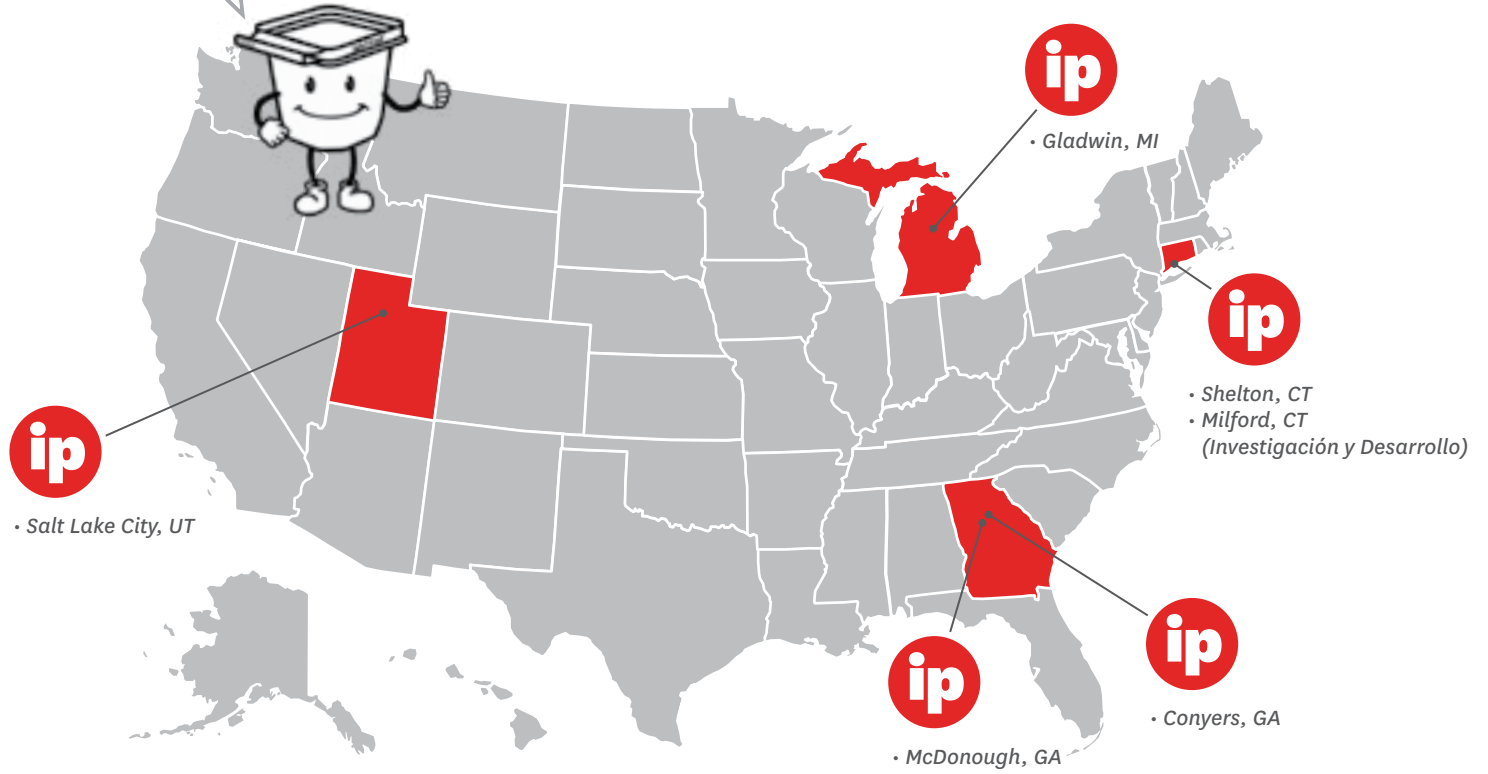 ip
• Gladwin, MI
ip
• Shelton, CT
• Milford, CT
(Investigación y Desarrollo)
ip
• Salt Lake City, UT
ip
• Conyers, GA
ip
• McDonough, GA